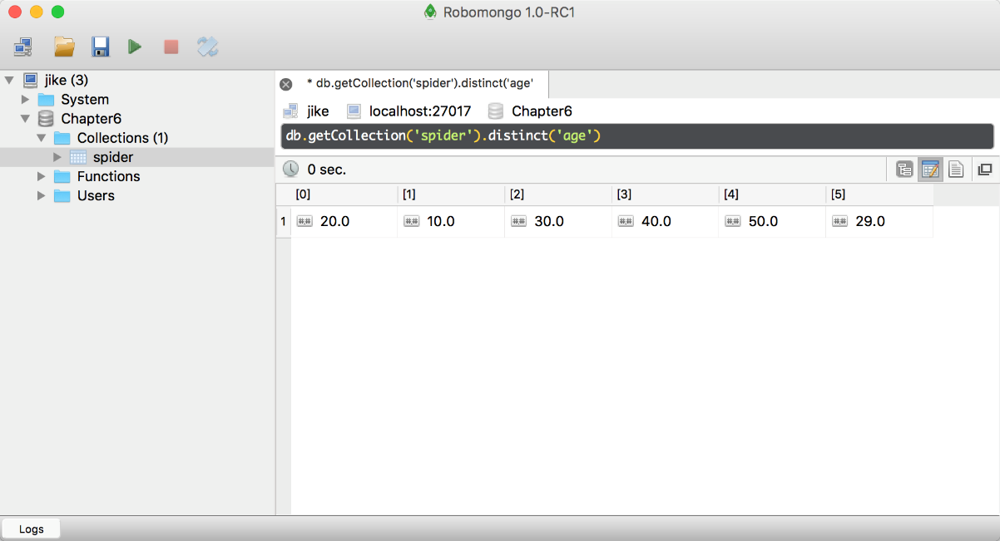 Robomongo 1.0-RC1
jike (3)
System
Chapter6
Collections (1)
spider
Functions
Users
* db.getCollection('spider').distinct('age'
jike localhost:27017 Chapter6
db.getCollection('spider').distinct('age')
0 sec.
[0] [1] [2] [3] [4] [5]
1 20.0 10.0 30.0 40.0 50.0 29.0
Logs